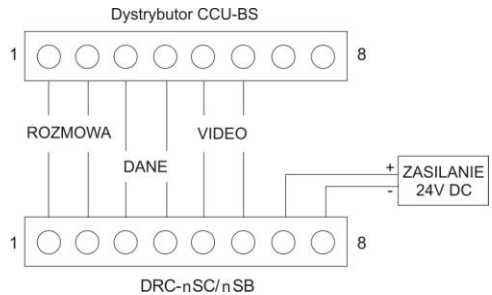 Dystrybutor CCU-BS
1 8
ROZMOWA VIDEO
DANE
+ ZASILANIE
- 24V DC
1 8
DRC-nSC/nSB